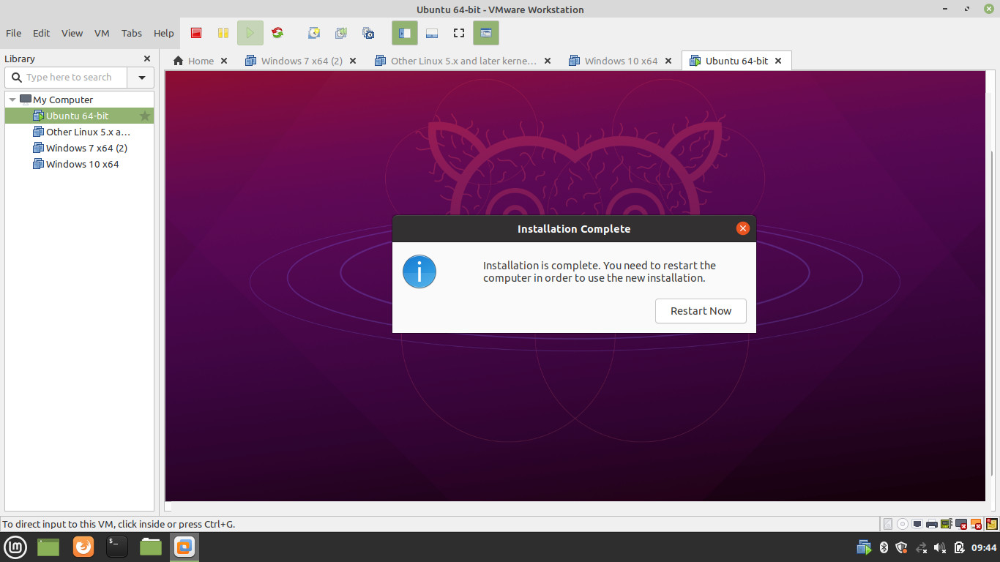 Ubuntu 64-bit - VMware Workstation
File Edit View VM Tabs Help
Library
Home
Windows 7 x64 (2)
Other Linux 5.x and later kerne...
Windows 10 x64
Ubuntu 64-bit
Type here to search
My Computer
Ubuntu 64-bit
Other Linux 5.x a...
Windows 7 x64 (2)
Windows 10 x64
Installation Complete
Installation is complete. You need to restart the
computer in order to use the new installation.
Restart Now
To direct input to this VM, click inside or press Ctrl+G.
09:44